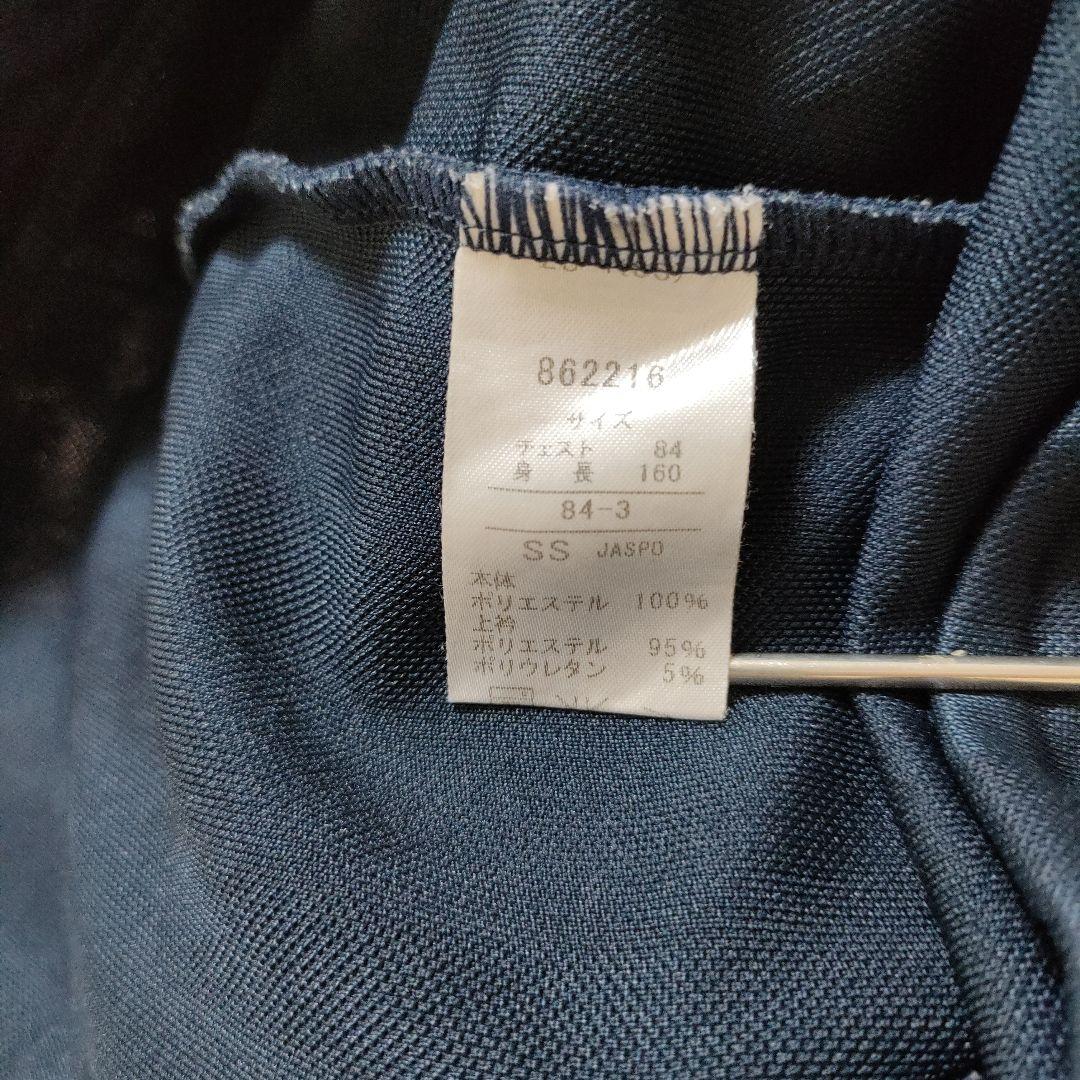 862216
サイズ
チェスト 84
身 長 160
84-3
SS JASPO
本体
ポリエステル 100%
上衿
ポリエステル 95%
ポリウレタン 5%